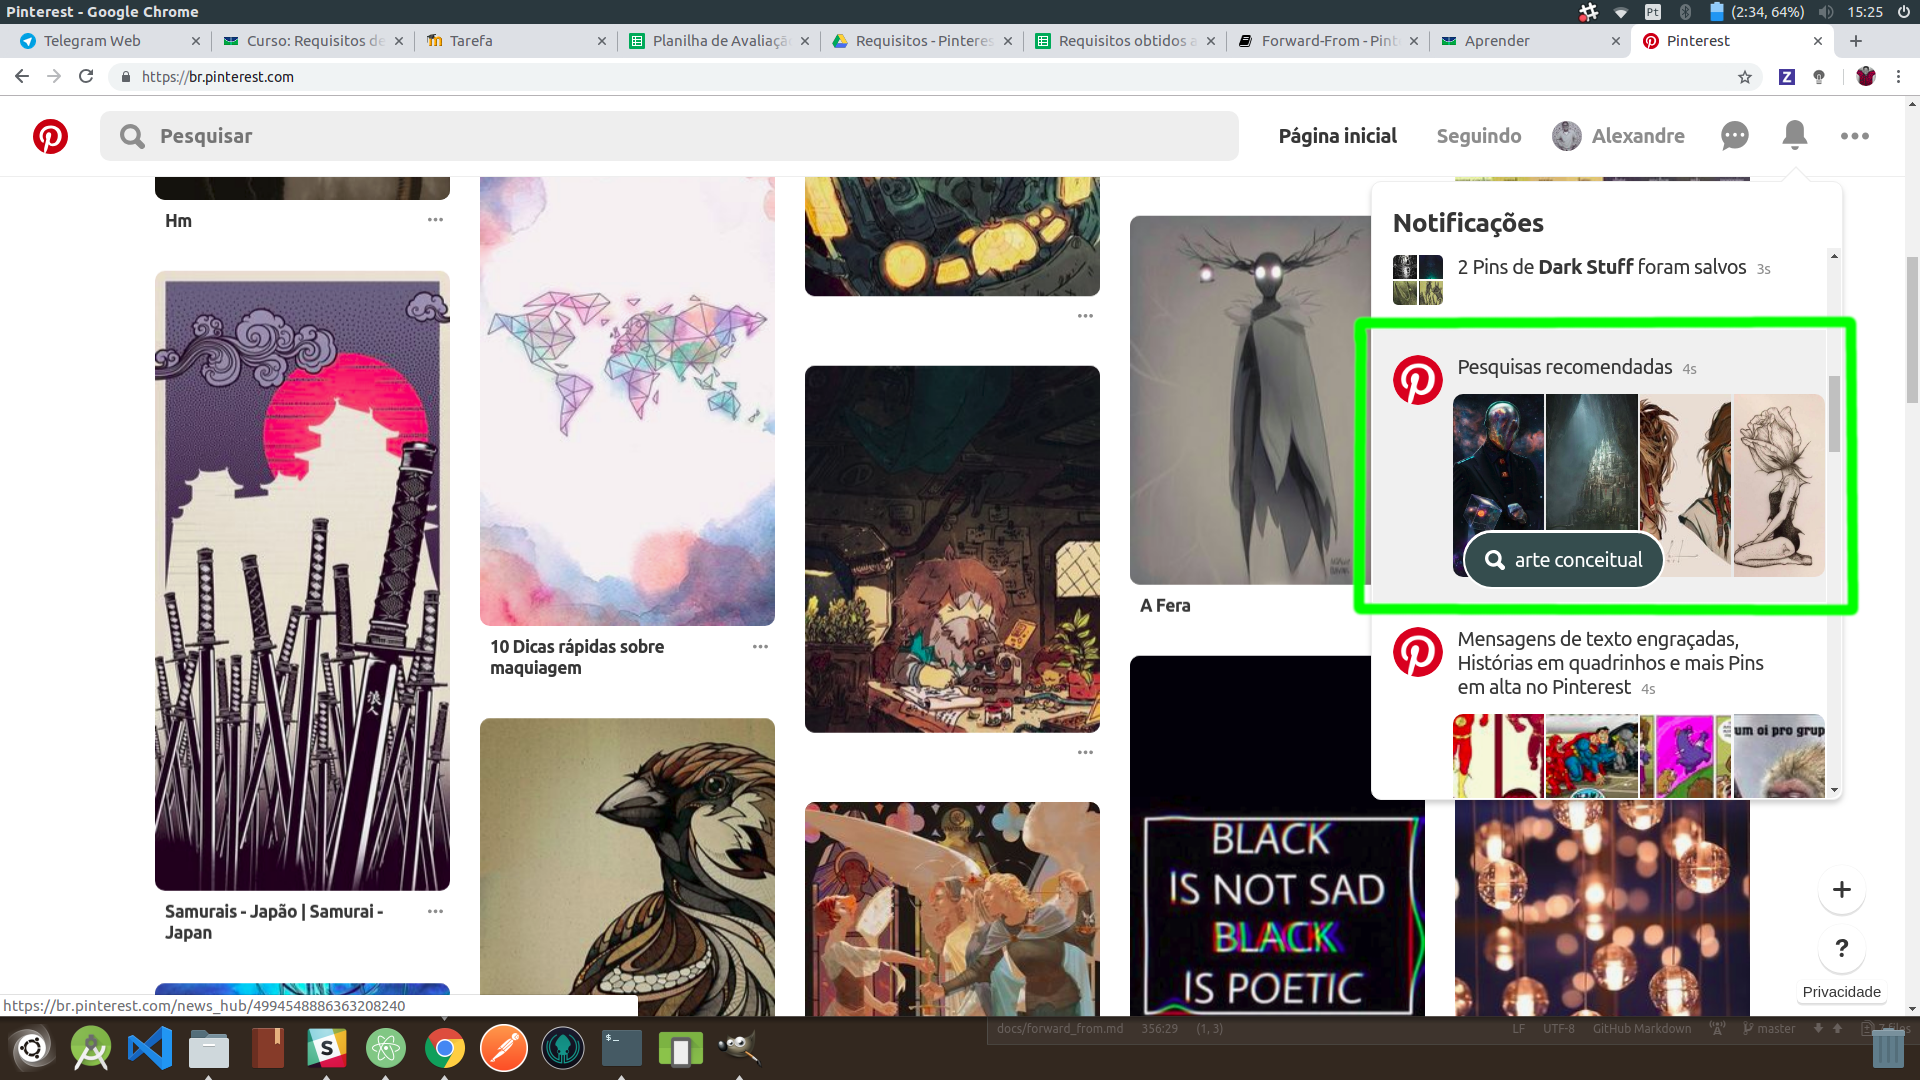 Pinterest - Google Chrome
Pt
(2:34, 64%)
15:25
Telegram Web
Curso: Requisitos de
Tarefa
Planilha de Avaliaçã
Requisitos - Pinteres
Requisitos obtidos a
Forward-From - Pint
Aprender
Pinterest
https://br.pinterest.com
Z
Pesquisar
Página inicial
Seguindo
Alexandre
Hm
Samurais - Japão | Samurai -
Japan
浪人
10 Dicas rápidas sobre
maquiagem
A Fera
BLACK
IS NOT SAD
BLACK
IS POETIC
Notificações
2 Pins de Dark Stuff foram salvos 3s
Pesquisas recomendadas 4s
arte conceitual
Mensagens de texto engraçadas,
Histórias em quadrinhos e mais Pins
em alta no Pinterest 4s
um oi pro grup
+
?
Privacidade
https://br.pinterest.com/news_hub/4994548886363208240
docs/forward_from.md 356:29 (1, 3)
LF UTF-8 GitHub Markdown master